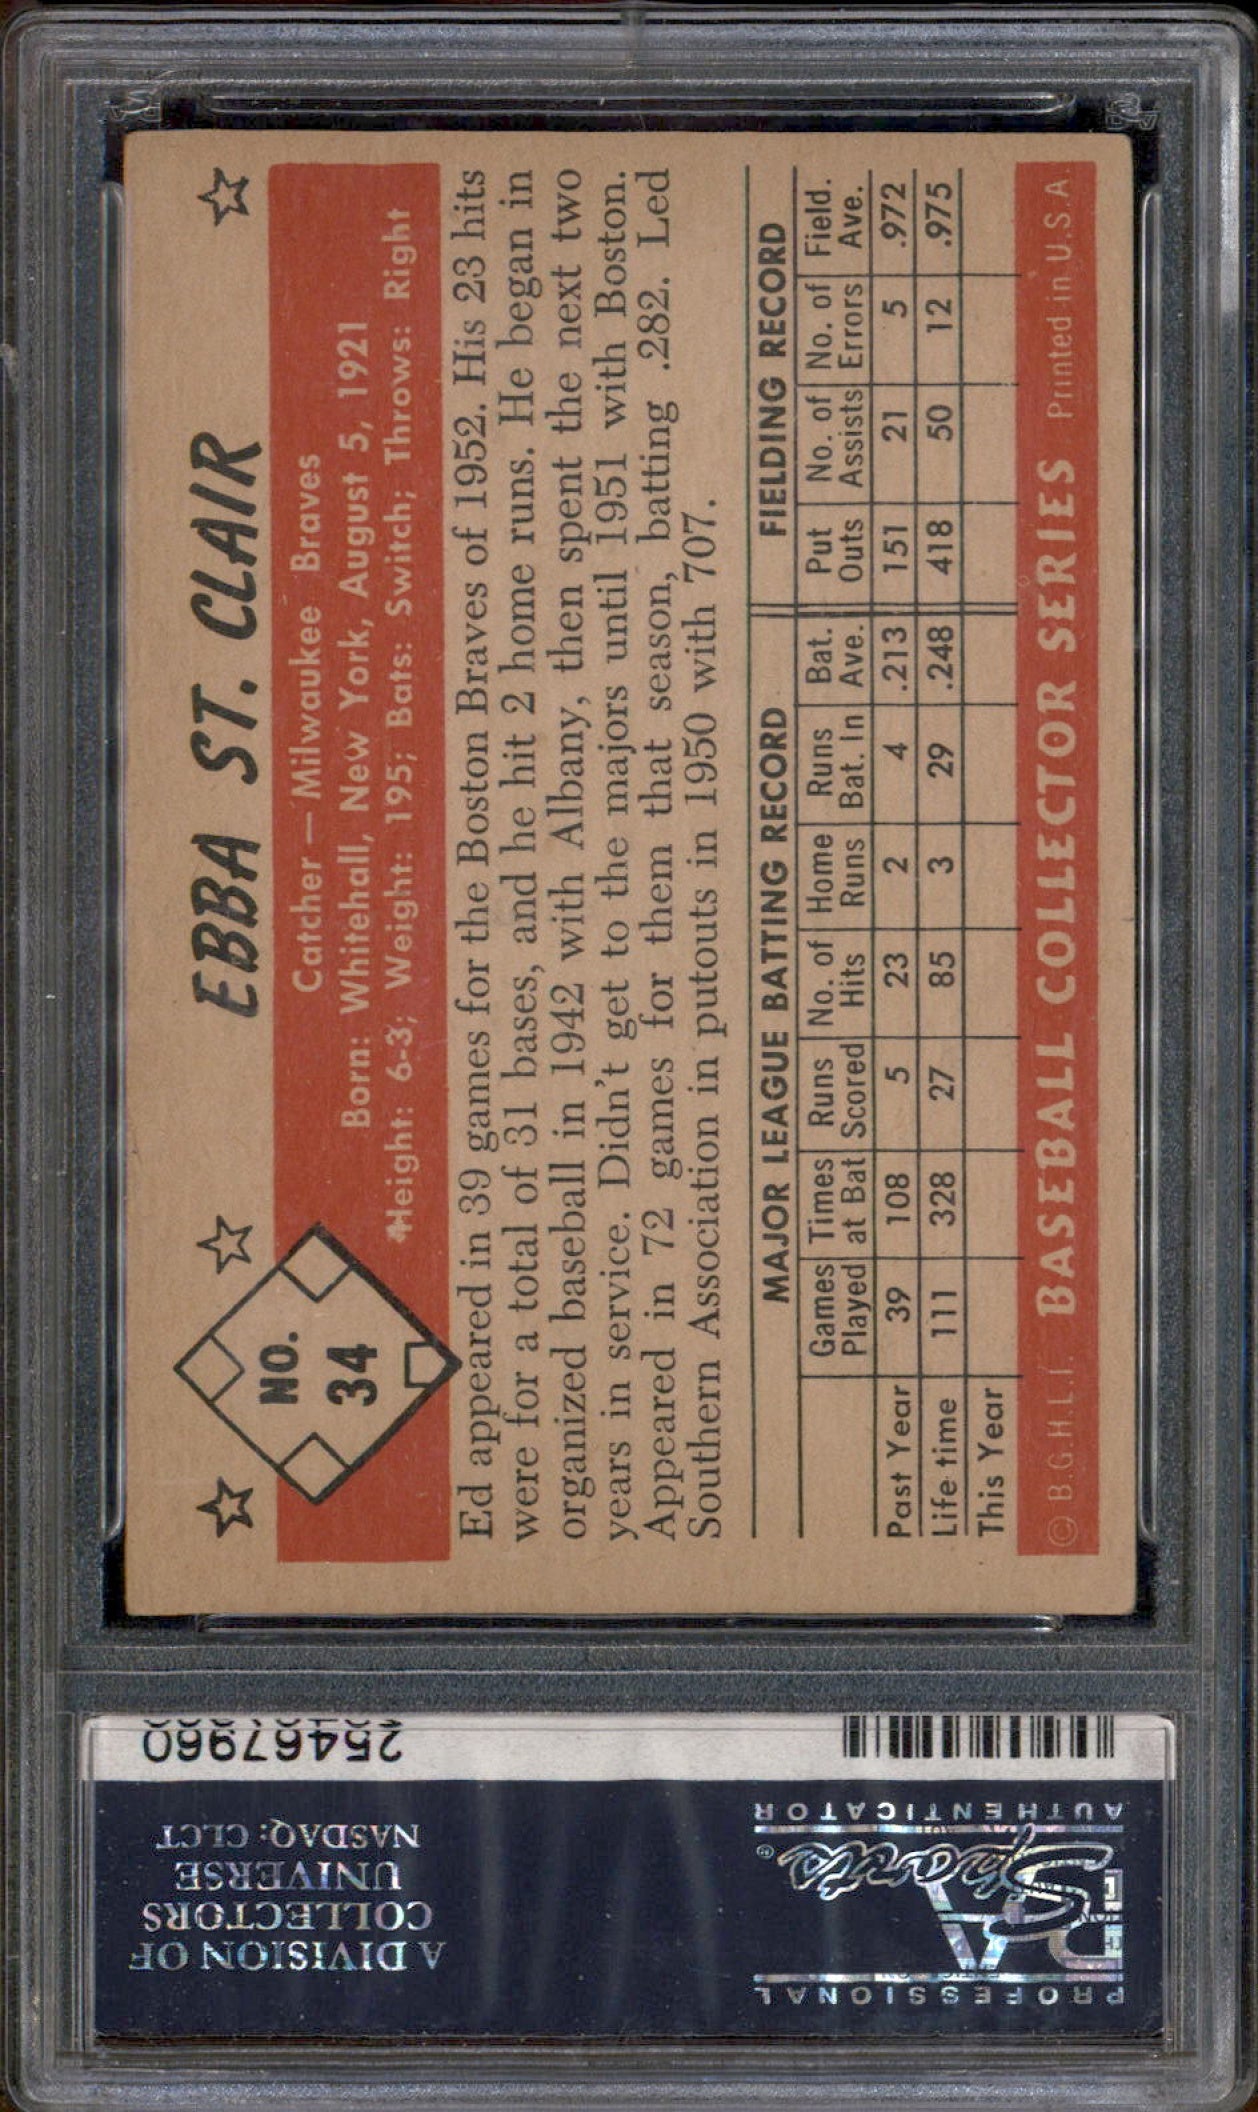 EBBA ST. CLAIR
NO.
34
Catcher — Milwaukee Braves
Born: Whitehall, New York, August 5, 1921
Height: 6-3; Weight: 195; Bats: Switch; Throws: Right
Ed appeared in 39 games for the Boston Braves of 1952. His 23 hits
were for a total of 31 bases, and he hit 2 home runs. He began in
organized baseball in 1942 with Albany, then spent the next two
years in service. Didn't get to the majors until 1951 with Boston.
Appeared in 72 games for them that season, batting .282. Led
Southern Association in putouts in 1950 with 707.
MAJOR LEAGUE BATTING RECORD FIELDING RECORD
Games Times Runs No. of Home Runs Bat. Put No. of No. of Field.
Played at Bat Scored Hits Runs Bat. In Ave. Outs Assists Errors Ave.
Past Year 39 108 5 23 2 4 .213 151 21 5 .972
Life time 111 328 27 85 3 29 .248 418 50 12 .975
This Year
© B.G.H.L.I. BASEBALL COLLECTOR SERIES Printed in U.S.A
PROFESSIONAL
PSA
Sports®
AUTHENTICATOR
A DIVISION OF
COLLECTORS
UNIVERSE
NASDAQ: CLCT
25467960